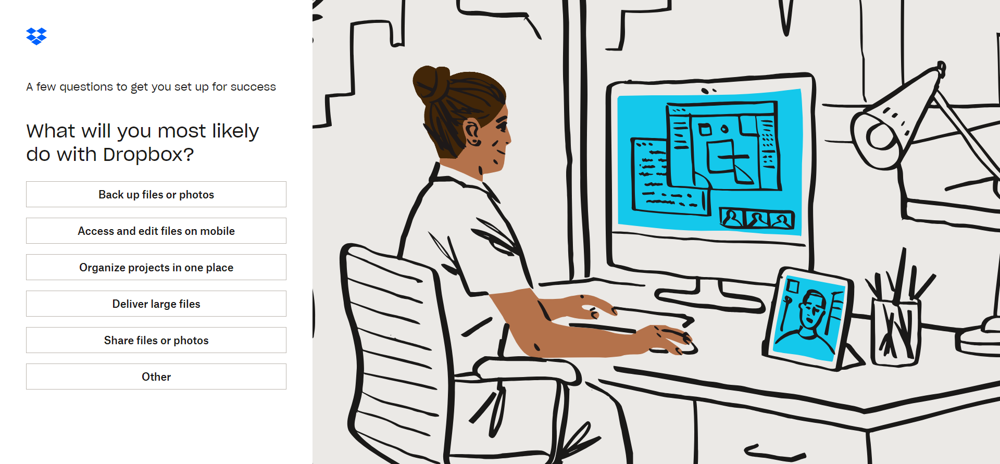 A few questions to get you set up for success
What will you most likely
do with Dropbox?
Back up files or photos
Access and edit files on mobile
Organize projects in one place
Deliver large files
Share files or photos
Other